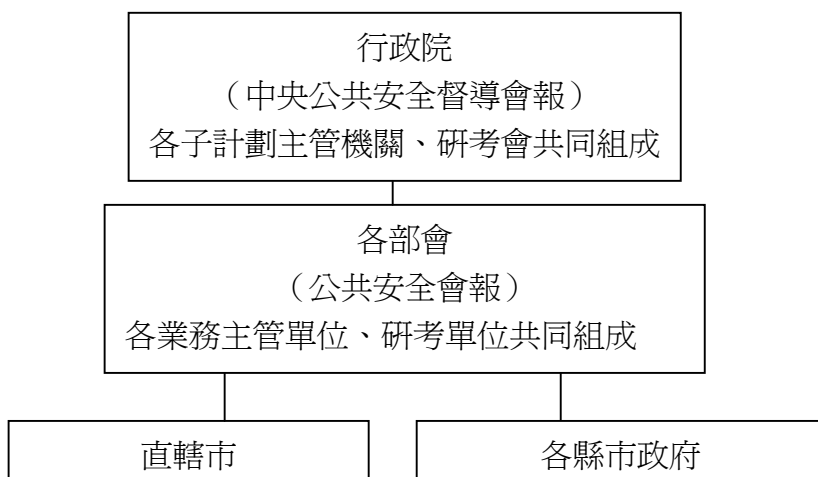 行政院
（中央公共安全督導會報）
各子計劃主管機關、研考會共同組成
各部會
（公共安全會報）
各業務主管單位、研考單位共同組成
直轄市
各縣市政府